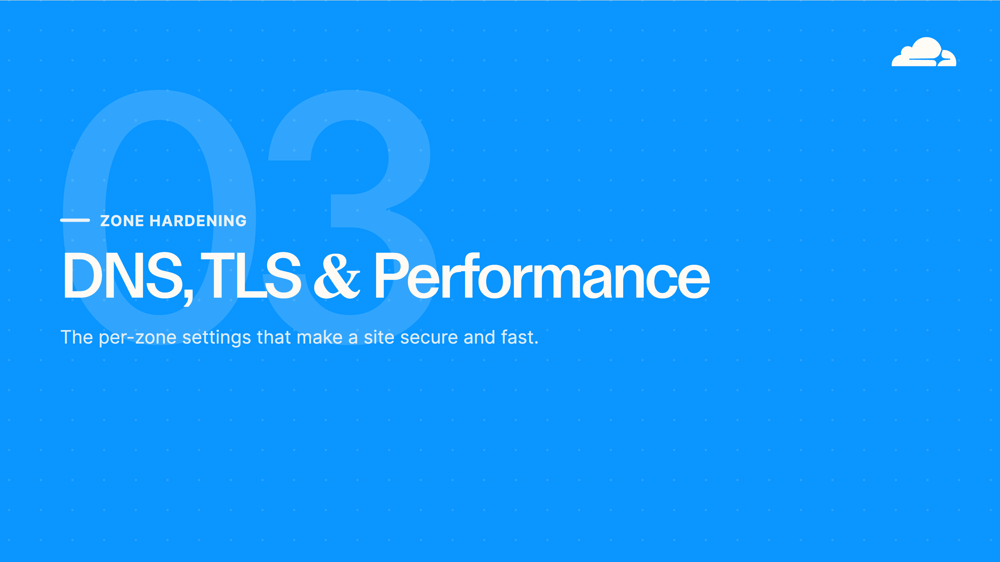 03
ZONE HARDENING
DNS, TLS & Performance
The per-zone settings that make a site secure and fast.